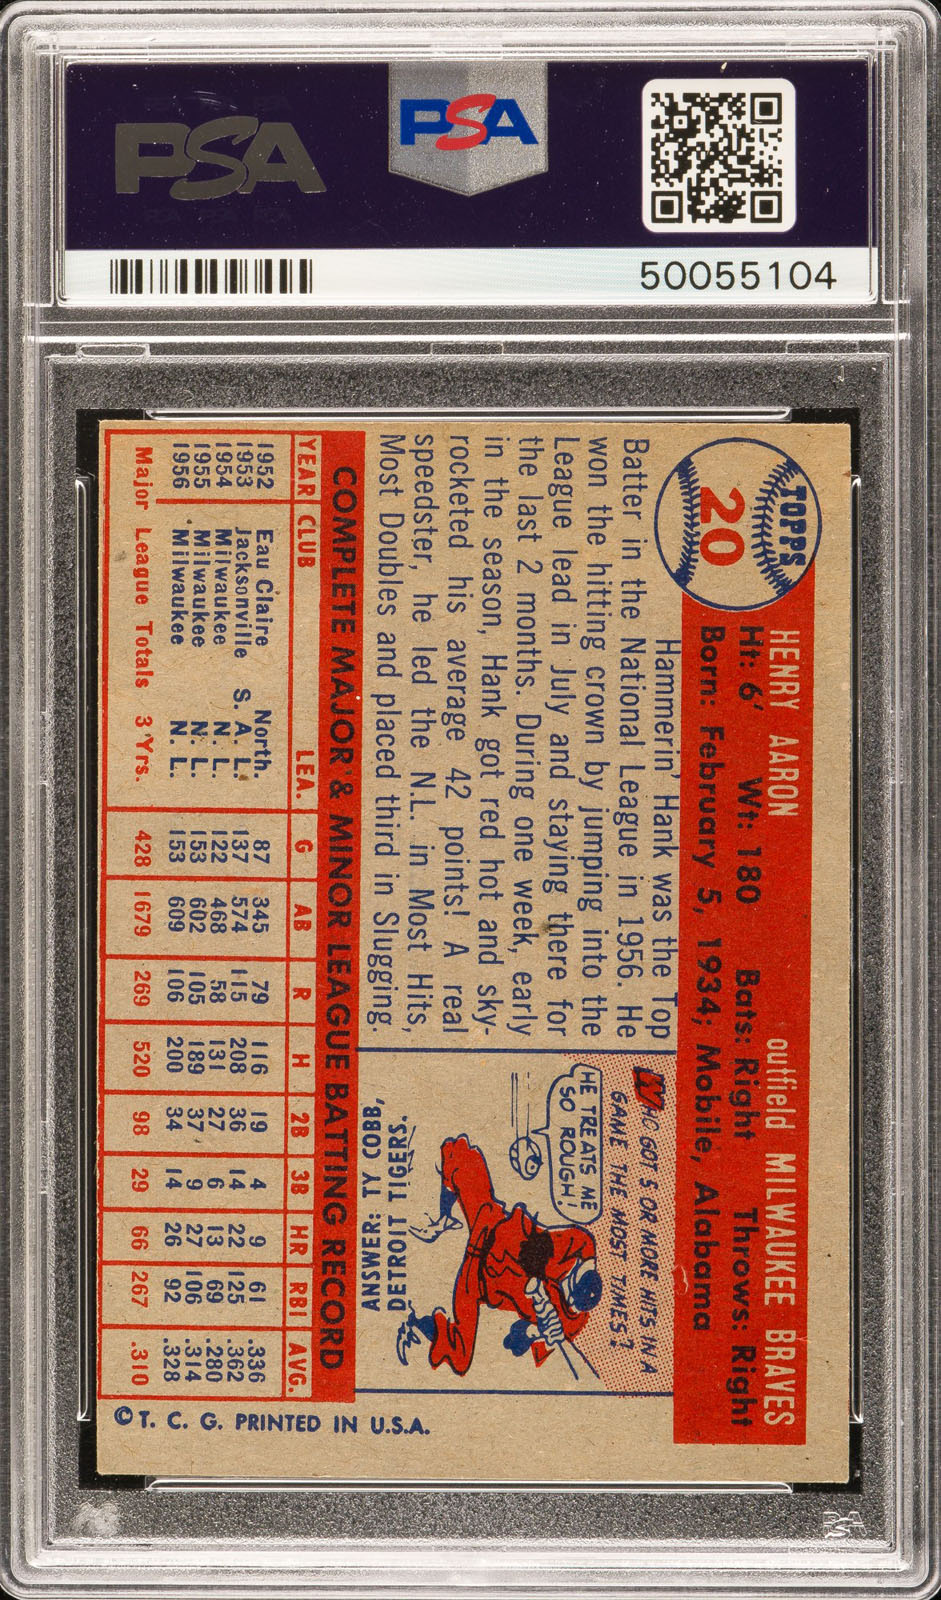 PSA
PSA
50055104
TOPPS
20
HENRY AARON
outfield MILWAUKEE BRAVES
Ht: 6' Wt: 180 Bats: Right Throws: Right
Born: February 5, 1934; Mobile, Alabama
Hammerin' Hank was the Top
Batter in the National League in 1956. He
won the hitting crown by jumping into the
League lead in July and staying there for
the last 2 months. During one week, early
in the season, Hank got red hot and sky-
rocketed his average 42 points! A real
speedster, he led the N.L. in Most Hits,
Most Doubles and placed third in Slugging.
WHO GOT 5 OR MORE HITS IN A
GAME THE MOST TIMES?
HE TREATS ME
SO ROUGH!
ANSWER: TY COBB,
DETROIT TIGERS.
COMPLETE MAJOR & MINOR LEAGUE BATTING RECORD
YEAR CLUB LEA. G AB R H 2B 3B HR RBI AVG.
1952 Eau Claire North. 87 345 79 116 19 4 9 61 .336
1953 Jacksonville S. A. L. 137 574 115 208 36 14 22 125 .362
1954 Milwaukee N. L. 122 468 58 131 27 6 13 69 .280
1955 Milwaukee N. L. 153 602 105 189 37 9 27 106 .314
1956 Milwaukee N. L. 153 609 106 200 34 14 26 92 .328
Major League Totals 3 Yrs. 428 1679 269 520 98 29 66 267 .310
© T. C. G. PRINTED IN U.S.A.
PSA